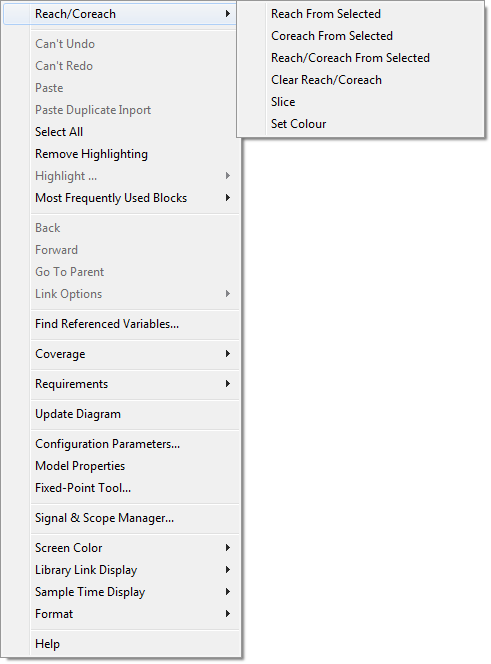 Reach/Coreach
Can't Undo
Can't Redo
Paste
Paste Duplicate Inport
Select All
Remove Highlighting
Highlight ...
Most Frequently Used Blocks
Back
Forward
Go To Parent
Link Options
Find Referenced Variables...
Coverage
Requirements
Update Diagram
Configuration Parameters...
Model Properties
Fixed-Point Tool...
Signal & Scope Manager...
Screen Color
Library Link Display
Sample Time Display
Format
Help
Reach From Selected
Coreach From Selected
Reach/Coreach From Selected
Clear Reach/Coreach
Slice
Set Colour